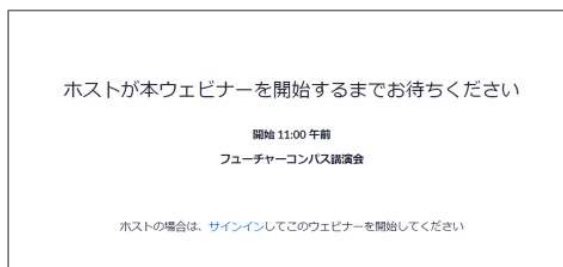 ホストが本ウェビナーを開始するまでお待ちください
開始 11:00 午前
フューチャーコンパス講演会
ホストの場合は、サインインしてこのウェビナーを開始してください